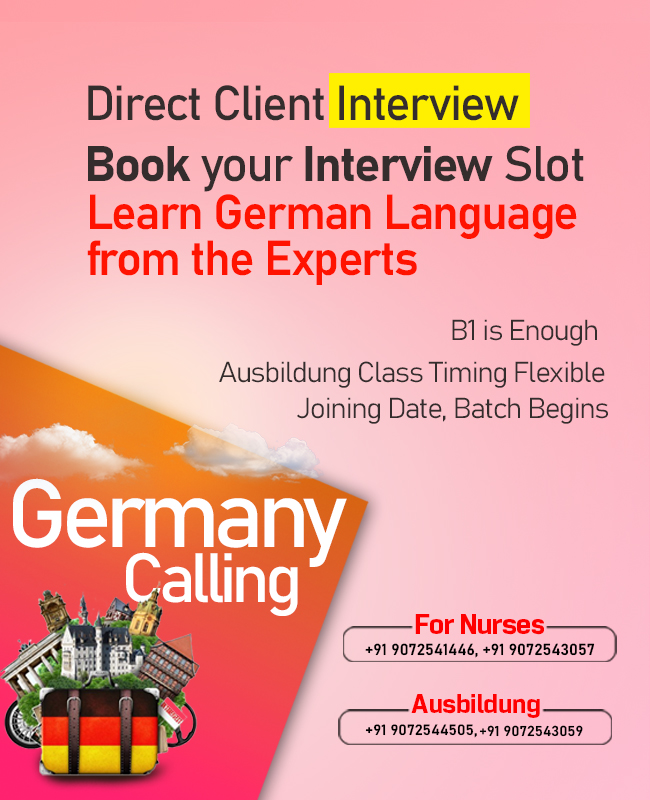 Direct Client Interview
Book your Interview Slot
Learn German Language
from the Experts
B1 is Enough
Ausbildung Class Timing Flexible
Joining Date, Batch Begins
Germany
Calling
For Nurses
+91 9072541446, +91 9072543057
Ausbildung
+91 9072544505, +91 9072543059